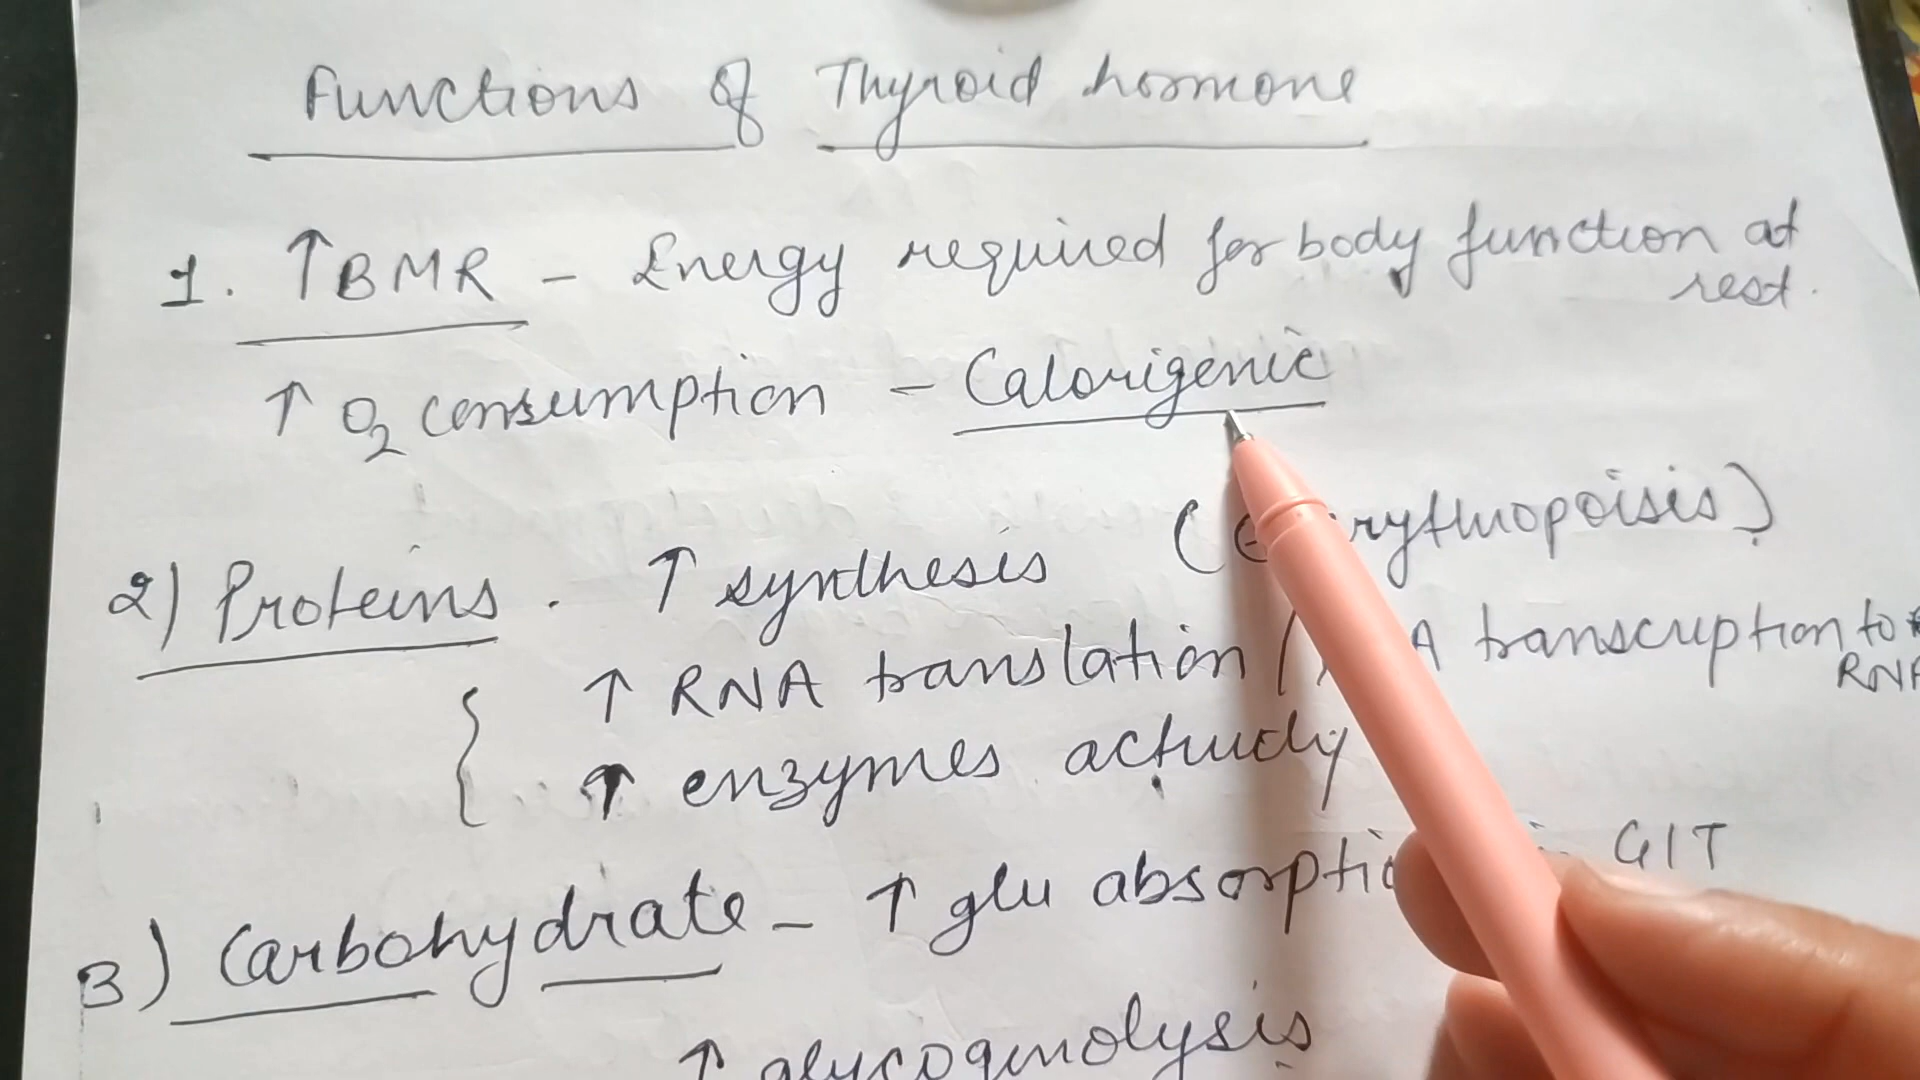 Functions of Thyroid hormone
1. ↑ BMR - Energy required for body function at
rest.
↑ O2 consumption - Calorigenic
2) Proteins. ↑ synthesis (
↑ RNA translation ( transcription to
RNA
↑ enzymes activity
3) Carbohydrate - ↑ glu GIT
↑ glycogenolysis